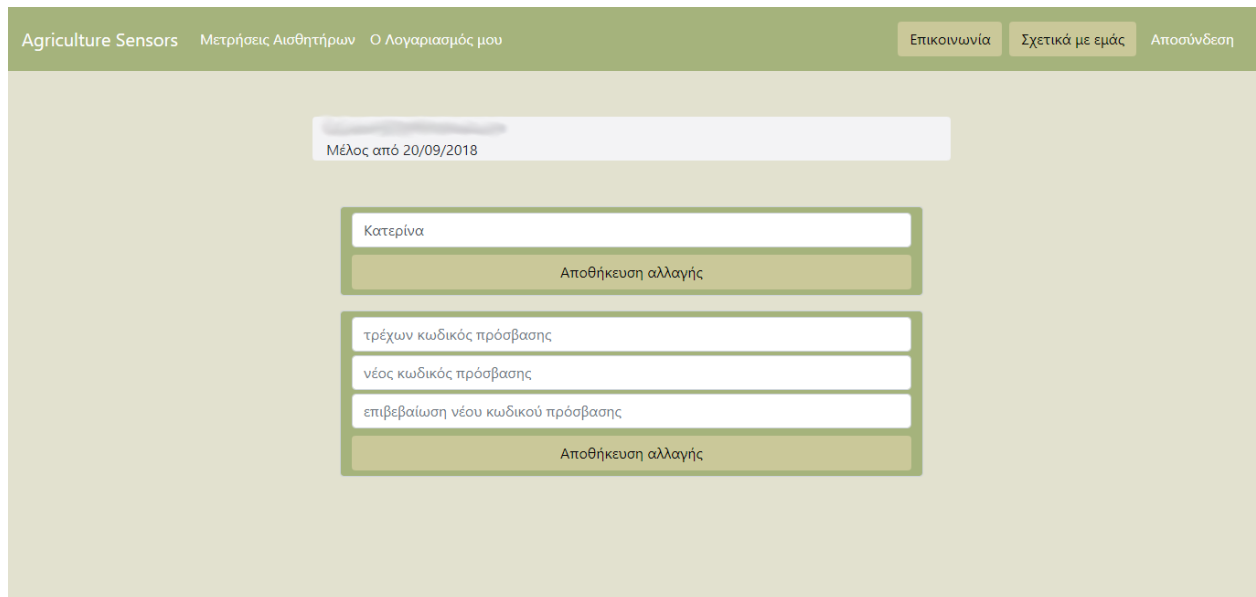 Agriculture Sensors Μετρήσεις Αισθητήρων Ο Λογαριασμός μου Επικοινωνία Σχετικά με εμάς Αποσύνδεση
Μέλος από 20/09/2018
Κατερίνα
Αποθήκευση αλλαγής
τρέχων κωδικός πρόσβασης
νέος κωδικός πρόσβασης
επιβεβαίωση νέου κωδικού πρόσβασης
Αποθήκευση αλλαγής